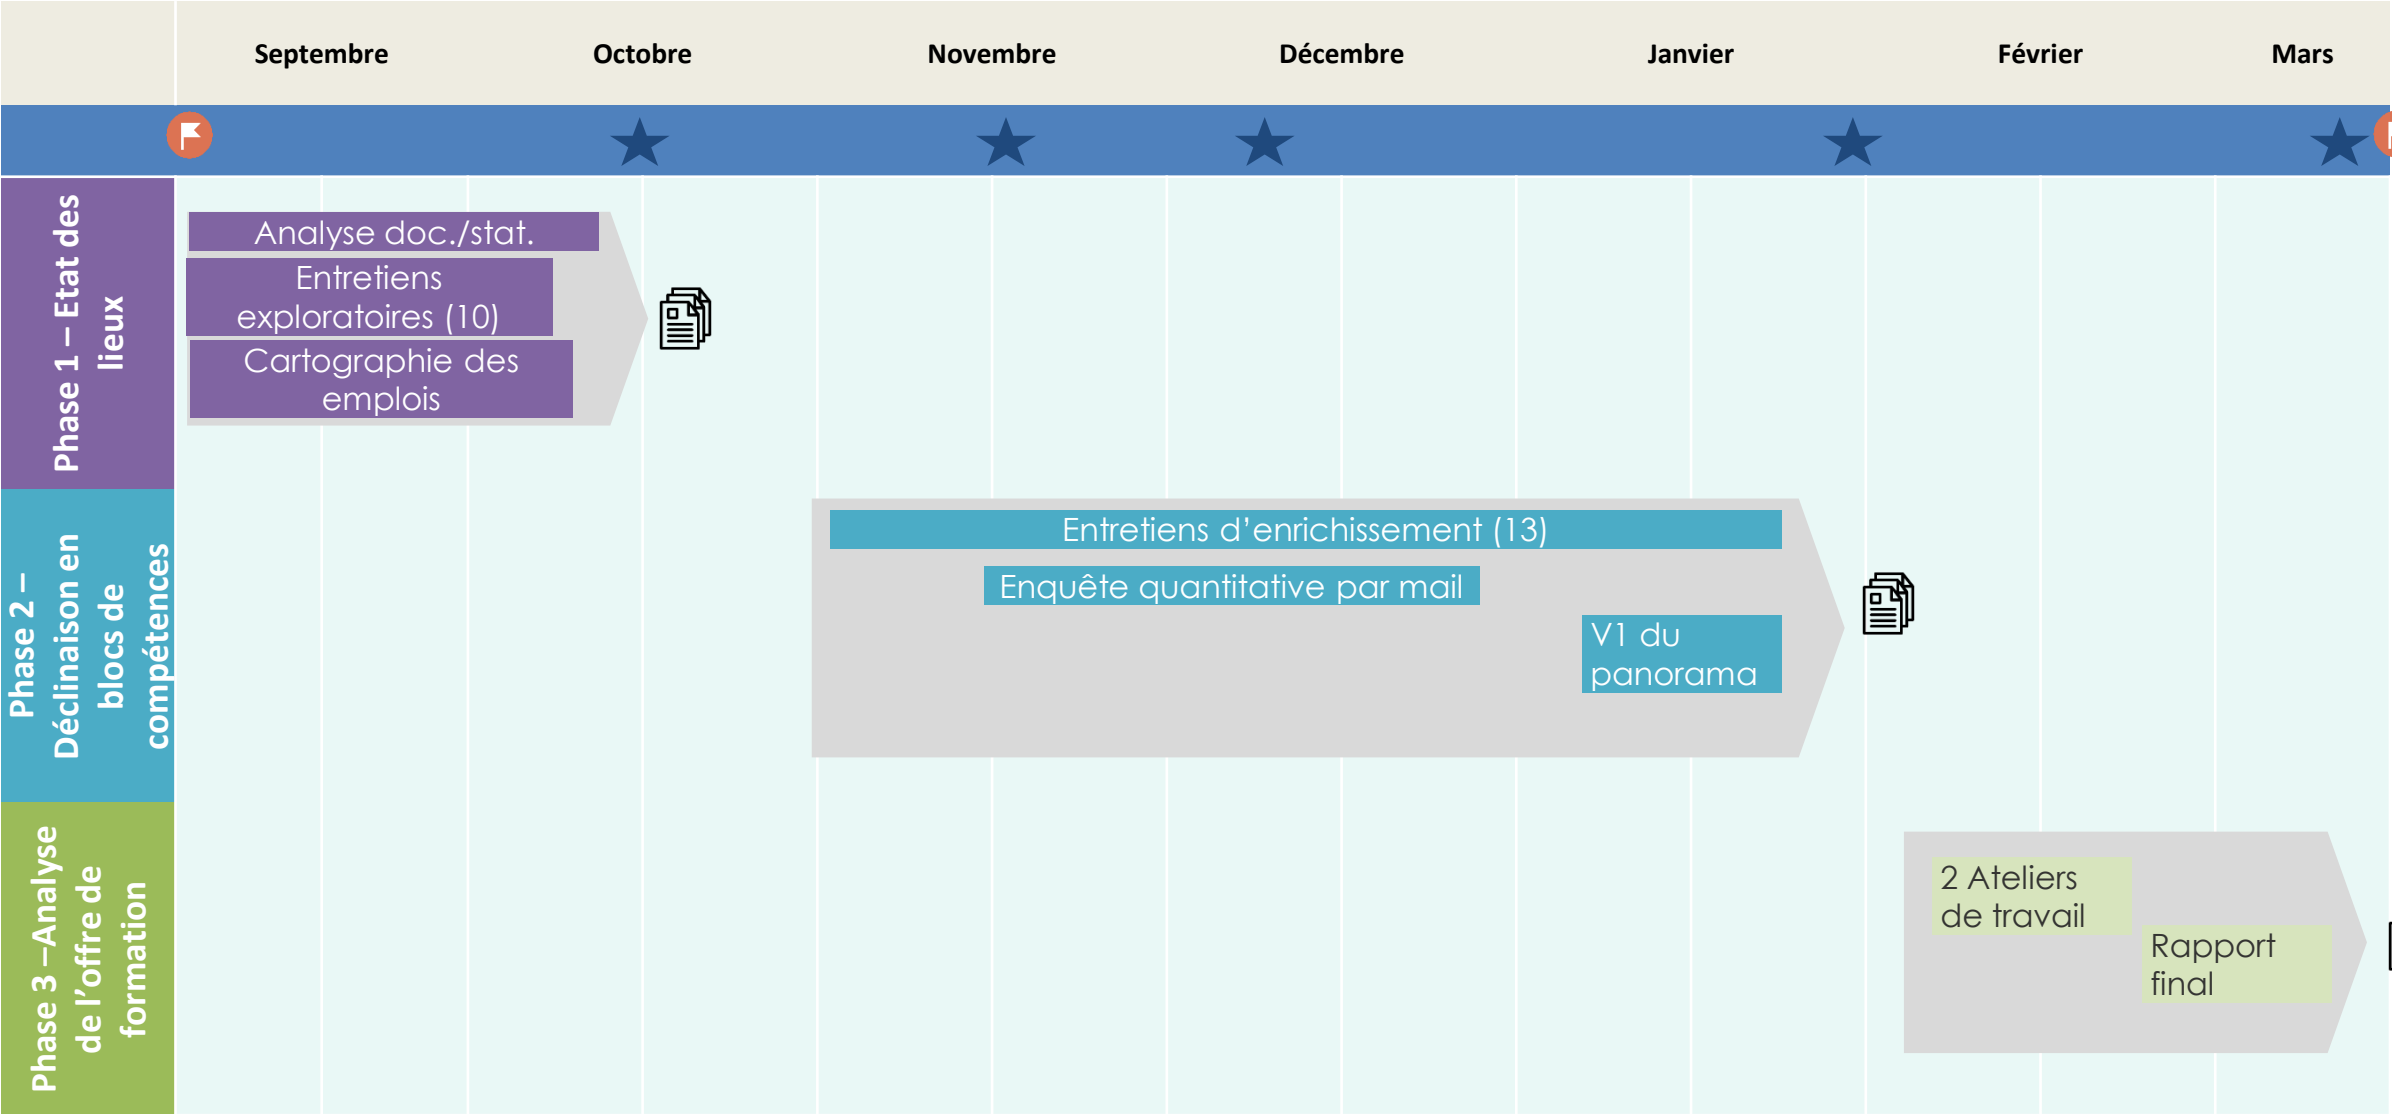 Septembre Octobre Novembre Décembre Janvier Février Mars
Phase 1 – Etat des
lieux
Analyse doc./stat.
Entretiens
exploratoires (10)
Cartographie des
emplois
Phase 2 –
Déclinaison en
blocs de
compétences
Entretiens d’enrichissement (13)
Enquête quantitative par mail
V1 du
panorama
Phase 3 –Analyse
de l’offre de
formation
2 Ateliers
de travail
Rapport
final